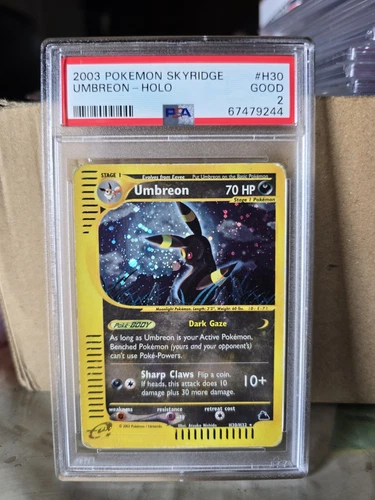 2003 POKEMON SKYRIDGE #H30
UMBREON - HOLO GOOD
2
PSA 67479244
STAGE 1 Evolves from Eevee Put Umbreon on the Basic Pokémon
Umbreon 70 HP
Stage 1 Pokémon
Moonlight Pokémon. Length: 3'3", Weight: 60 lbs.
Poké-BODY Dark Gaze
As long as Umbreon is your Active Pokémon,
Benched Pokémon (yours and your opponent's)
can't use Poké-Powers.
Sharp Claws Flip a coin.
If heads, this attack does 10
damage plus 30 more damage.
10+
weakness resistance retreat cost
Illus. Atsuko Nishida H30/H32